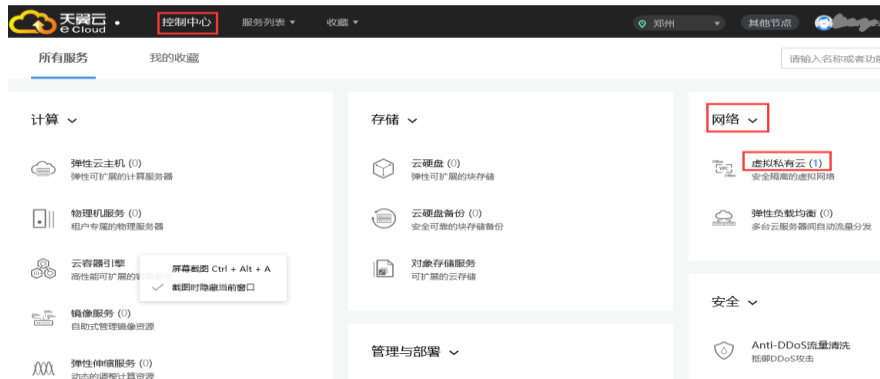 天翼云
e Cloud
控制中心
服务列表
收藏
郑州
其他节点
所有服务
我的收藏
请输入名称或者功能
计算
弹性云主机 (0)
弹性可扩展的计算服务器
物理机服务 (0)
租户专属的物理服务器
云容器引擎
高性能可扩展的
屏幕截图 Ctrl + Alt + A
截图时隐藏当前窗口
镜像服务 (0)
自助式管理镜像资源
弹性伸缩服务 (0)
动态的调整计算资源
存储
云硬盘 (0)
弹性可扩展的块存储
云硬盘备份 (0)
安全可靠的块存储备份
对象存储服务
可扩展的云存储
管理与部署
网络
虚拟私有云 (1)
安全隔离的虚拟网络
弹性负载均衡 (0)
多台云服务器间自动流量分发
安全
Anti-DDoS流量清洗
抵御DDoS攻击